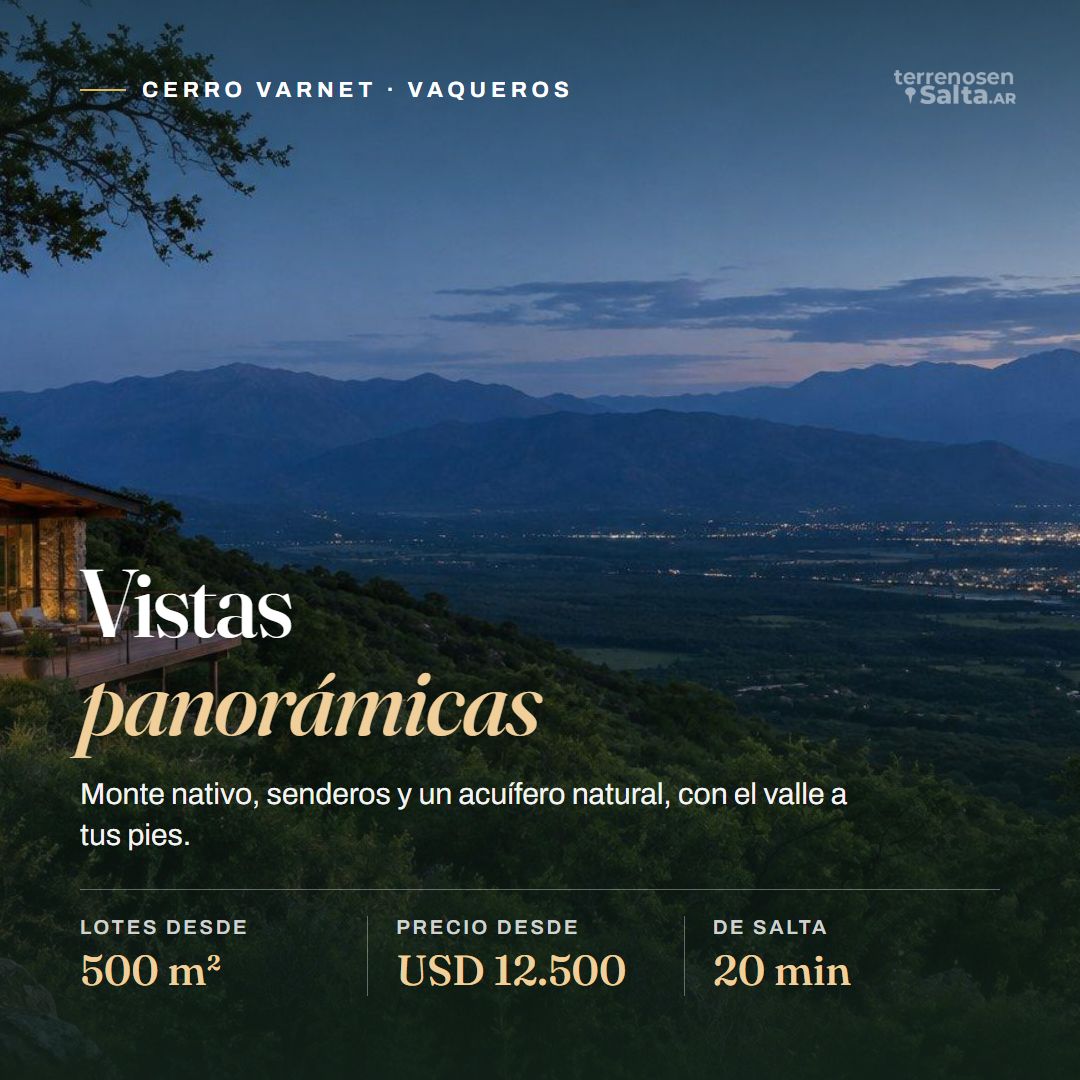 CERRO VARNET · VAQUEROS
terrenosen
Salta.AR
Vistas
panorámicas
Monte nativo, senderos y un acuífero natural, con el valle a
tus pies.
LOTES DESDE
500 m²
PRECIO DESDE
USD 12.500
DE SALTA
20 min